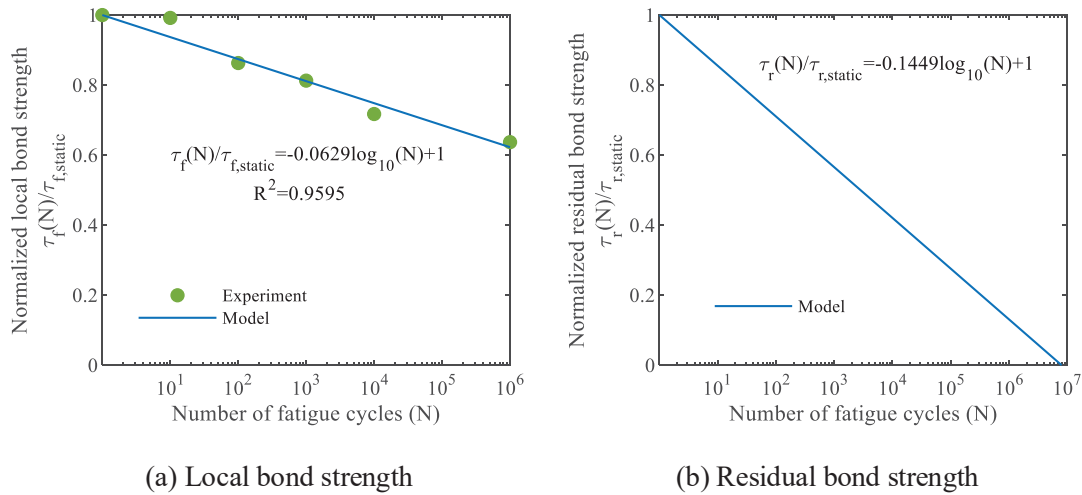 Normalized local bond strength
τf(N)/τf,static
1
0.8
0.6
0.4
0.2
0
τf(N)/τf,static=-0.0629log10(N)+1
R2=0.9595
Experiment
Model
10^1 10^2 10^3 10^4 10^5 10^6
Number of fatigue cycles (N)
(a) Local bond strength
Normalized residual bond strength
τr(N)/τr,static
1
0.8
0.6
0.4
0.2
0
τr(N)/τr,static=-0.1449log10(N)+1
Model
10^1 10^2 10^3 10^4 10^5 10^6 10^7
Number of fatigue cycles (N)
(b) Residual bond strength